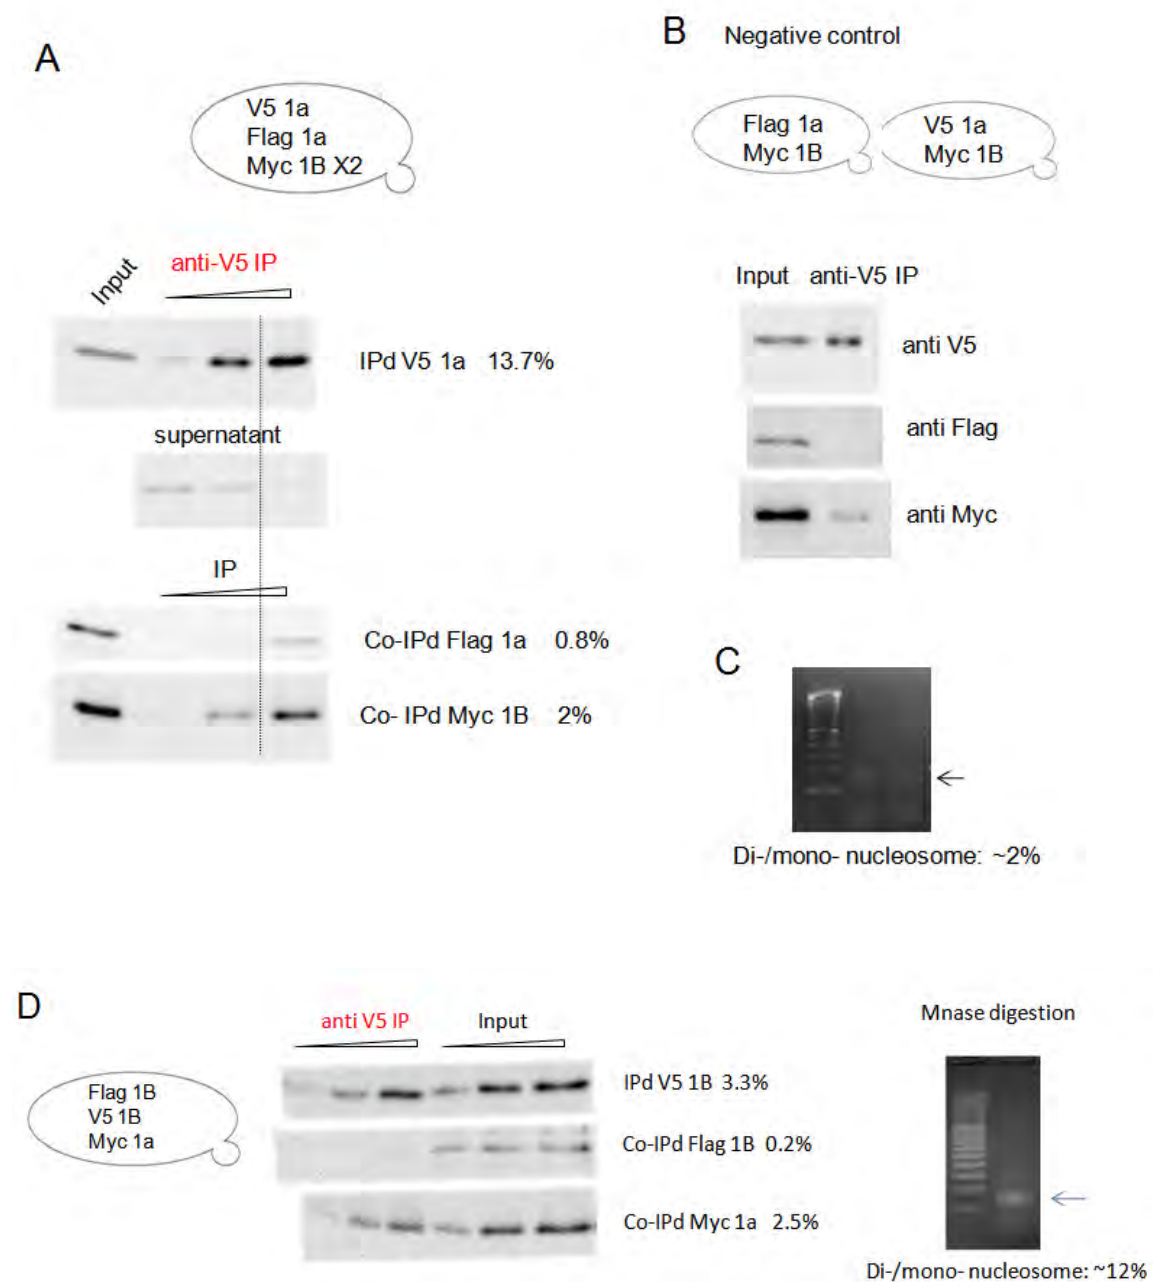 A
V5 1a
Flag 1a
Myc 1B X2
Input
anti-V5 IP
IPd V5 1a 13.7%
supernatant
IP
Co-IPd Flag 1a 0.8%
Co- IPd Myc 1B 2%
B
Negative control
Flag 1a
Myc 1B
V5 1a
Myc 1B
Input anti-V5 IP
anti V5
anti Flag
anti Myc
C
Di-/mono- nucleosome: ~2%
D
Flag 1B
V5 1B
Myc 1a
anti V5 IP
Input
IPd V5 1B 3.3%
Co-IPd Flag 1B 0.2%
Co-IPd Myc 1a 2.5%
Mnase digestion
Di-/mono- nucleosome: ~12%